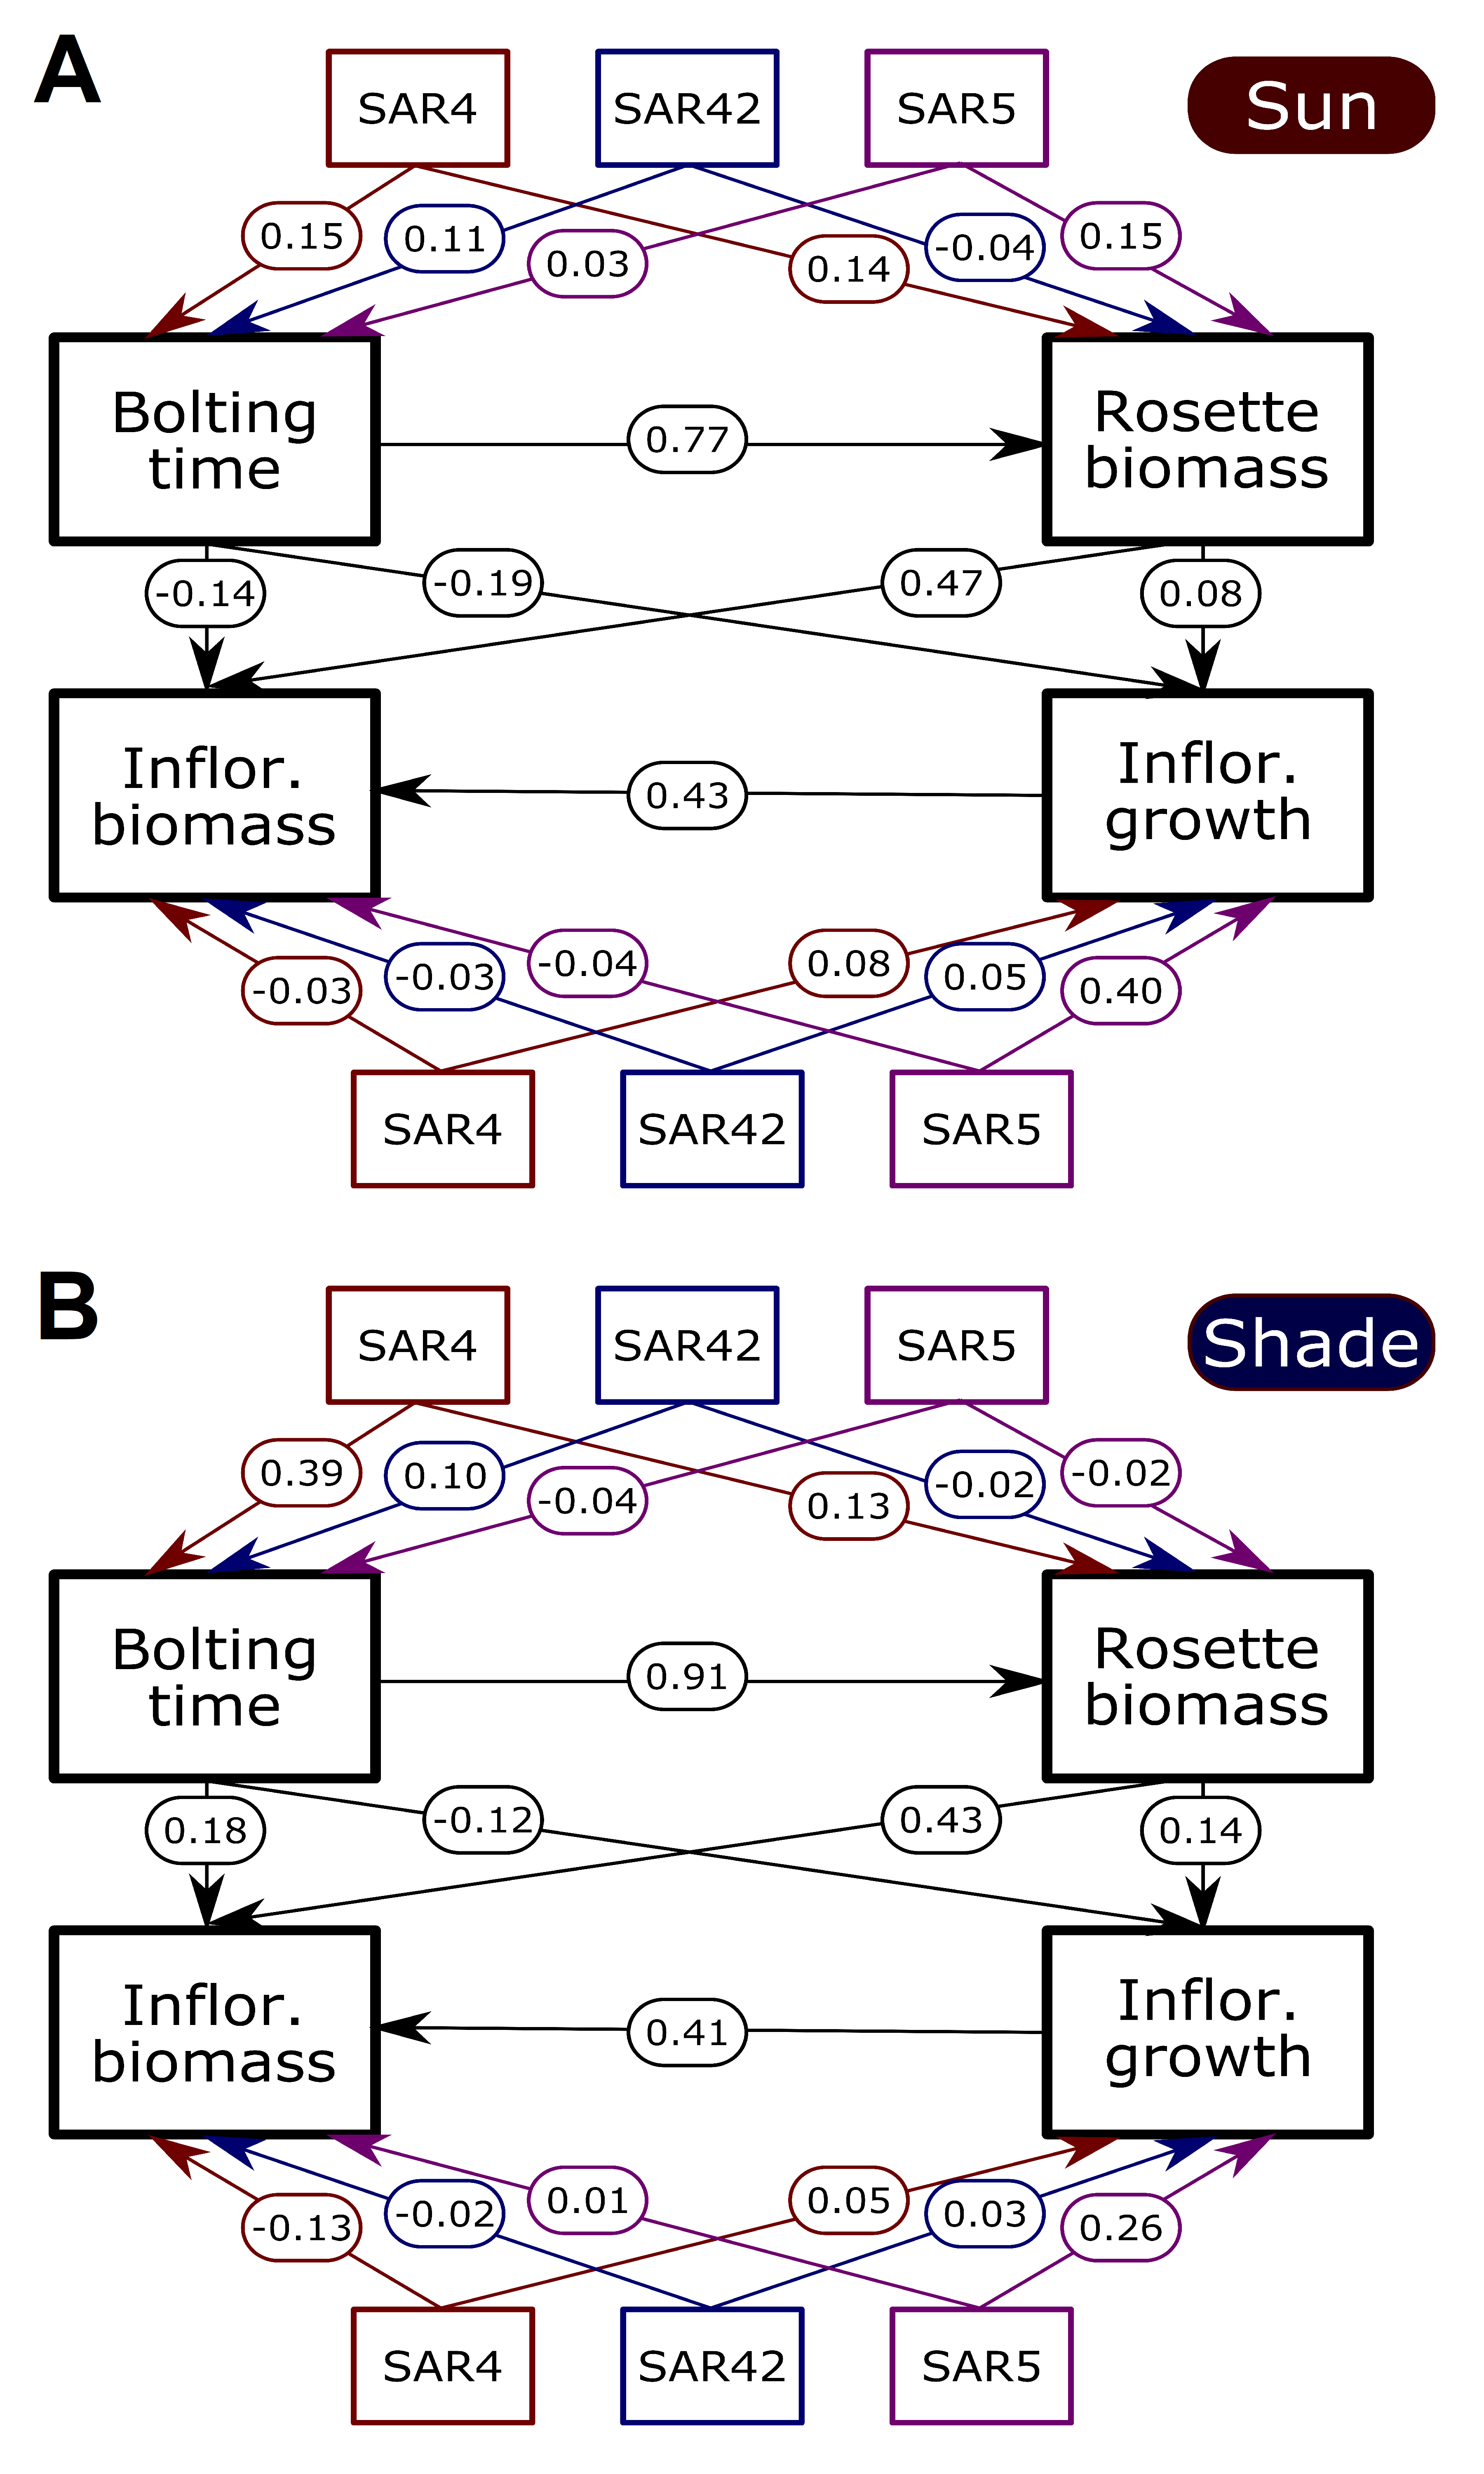 A
SAR4
SAR42
SAR5
Sun
0.15
0.11
0.03
0.14
-0.04
0.15
Bolting
time
0.77
Rosette
biomass
-0.14
-0.19
0.47
0.08
Inflor.
biomass
0.43
Inflor.
growth
-0.03
-0.03
-0.04
0.08
0.05
0.40
SAR4
SAR42
SAR5
B
SAR4
SAR42
SAR5
Shade
0.39
0.10
-0.04
0.13
-0.02
-0.02
Bolting
time
0.91
Rosette
biomass
0.18
-0.12
0.43
0.14
Inflor.
biomass
0.41
Inflor.
growth
-0.13
-0.02
0.01
0.05
0.03
0.26
SAR4
SAR42
SAR5